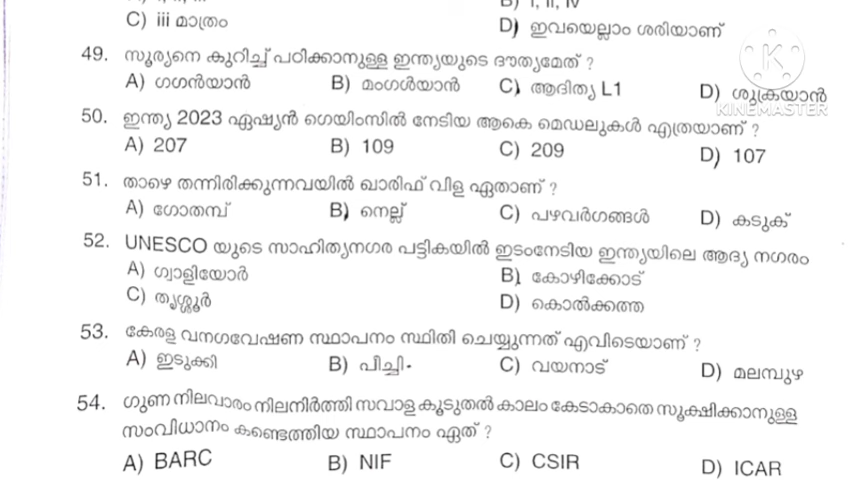 B) I, II, IV
C) iii മാത്രം D) ഇവയെല്ലാം ശരിയാണ്
49. സൂര്യനെ കുറിച്ച് പഠിക്കാനുള്ള ഇന്ത്യയുടെ ദൗത്യമേത് ?
A) ഗഗൻയാൻ B) മംഗൾയാൻ C) ആദിത്യ L1 D) ശുക്രയാൻ
K
KINEMASTER
50. ഇന്ത്യ 2023 ഏഷ്യൻ ഗെയിംസിൽ നേടിയ ആകെ മെഡലുകൾ എത്രയാണ് ?
A) 207 B) 109 C) 209 D) 107
51. താഴെ തന്നിരിക്കുന്നവയിൽ ഖാരിഫ് വിള ഏതാണ് ?
A) ഗോതമ്പ് B) നെല്ല് C) പഴവർഗങ്ങൾ D) കടുക്
52. UNESCO യുടെ സാഹിത്യനഗര പട്ടികയിൽ ഇടംനേടിയ ഇന്ത്യയിലെ ആദ്യ നഗരം
A) ഗ്വാളിയോർ B) കോഴിക്കോട്
C) തൃശ്ശൂർ D) കൊൽക്കത്ത
53. കേരള വനഗവേഷണ സ്ഥാപനം സ്ഥിതി ചെയ്യുന്നത് എവിടെയാണ് ?
A) ഇടുക്കി B) പീച്ചി C) വയനാട് D) മലമ്പുഴ
54. ഗുണനിലവാരം നിലനിർത്തി സവാള കൂടുതൽ കാലം കേടാകാതെ സൂക്ഷിക്കാനുള്ള
സംവിധാനം കണ്ടെത്തിയ സ്ഥാപനം ഏത് ?
A) BARC B) NIF C) CSIR D) ICAR